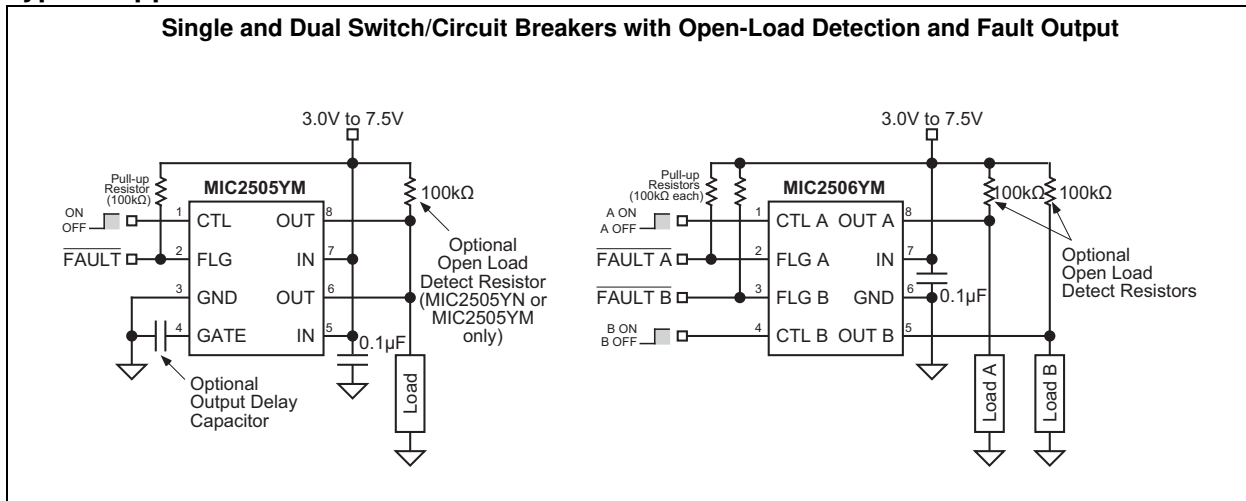 Single and Dual Switch/Circuit Breakers with Open-Load Detection and Fault Output
3.0V to 7.5V
Pull-up
Resistor
(100kΩ)
MIC2505YM
100kΩ
ON
OFF
1
CTL
OUT
8
FAULT
2
FLG
IN
7
3
GND
OUT
6
4
GATE
IN
5
0.1µF
Optional
Open Load
Detect Resistor
(MIC2505YN or
MIC2505YM
only)
Optional
Output Delay
Capacitor
Load
3.0V to 7.5V
Pull-up
Resistors
(100kΩ each)
MIC2506YM
100kΩ
100kΩ
A ON
A OFF
1
CTL A
OUT A
8
FAULT A
2
FLG A
IN
7
FAULT B
3
FLG B
GND
6
0.1µF
B ON
B OFF
4
CTL B
OUT B
5
Optional
Open Load
Detect Resistors
Load A
Load B